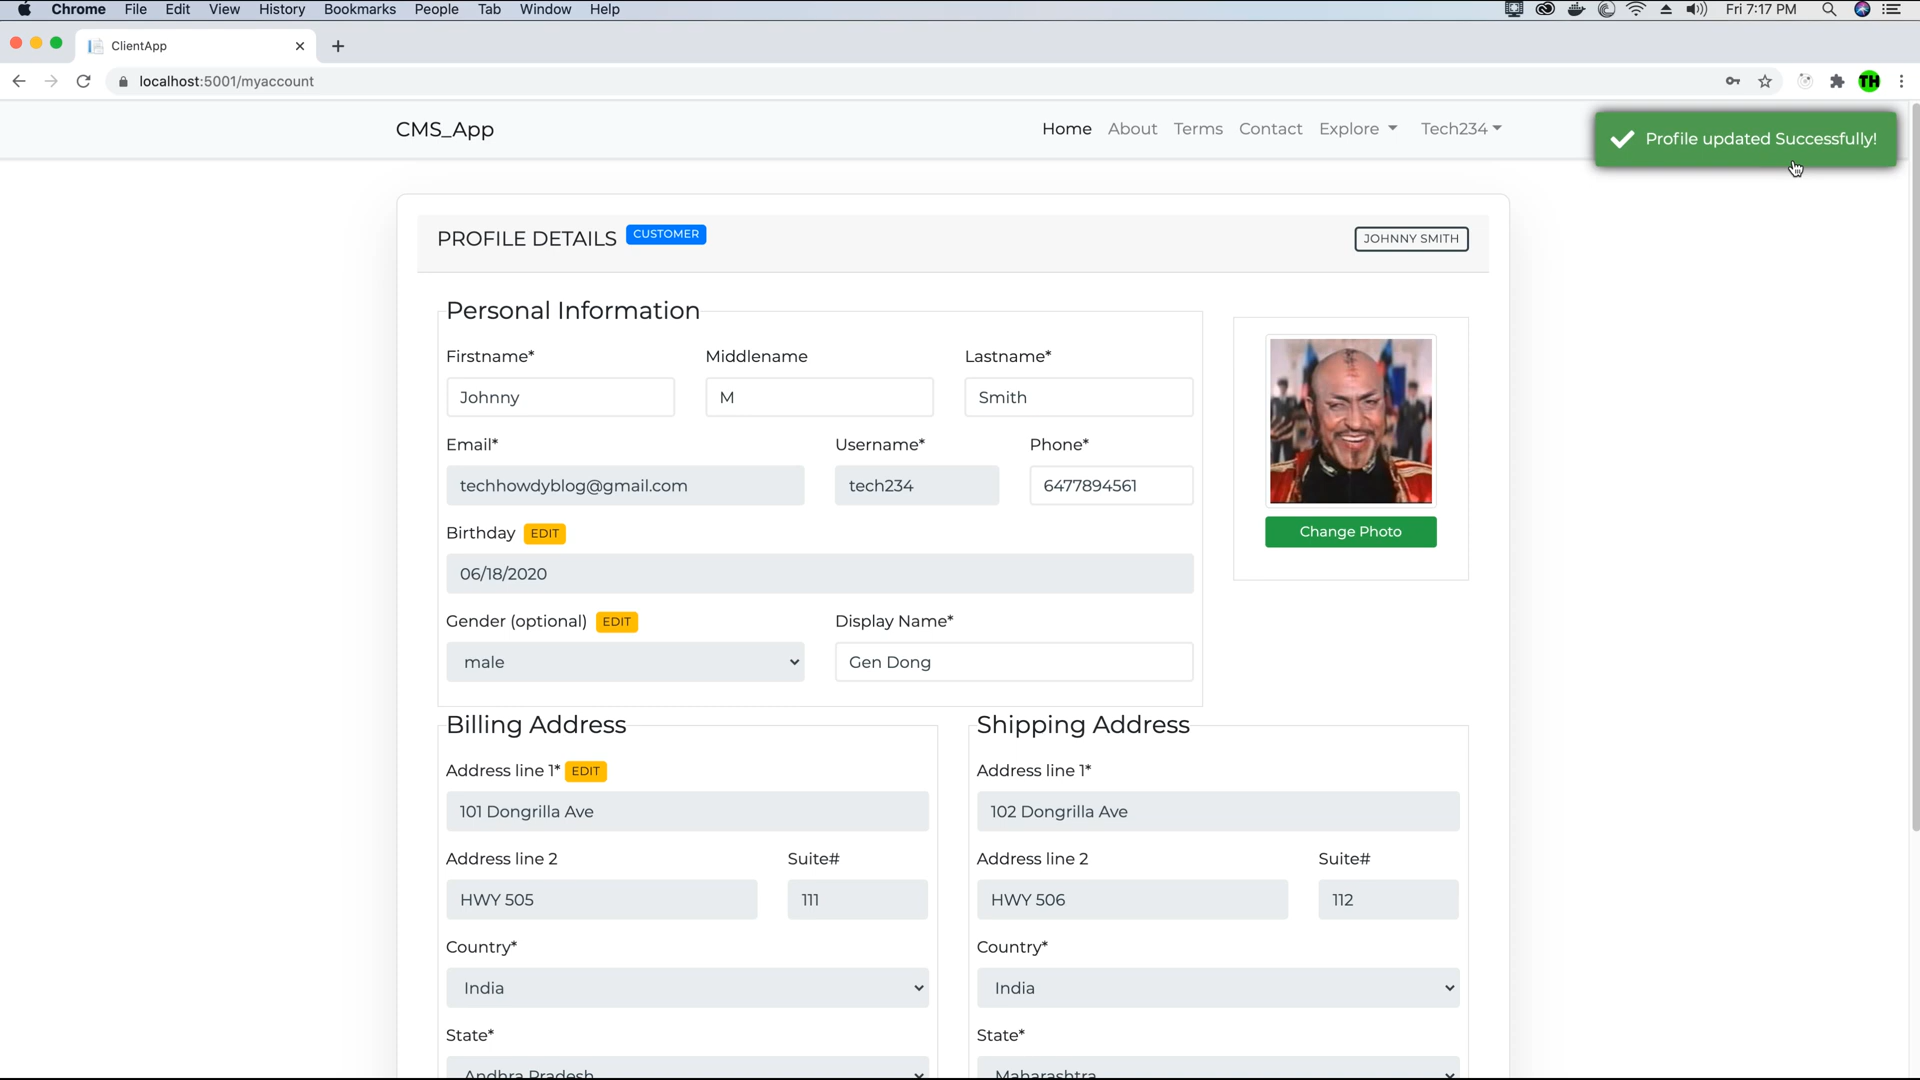 Chrome File Edit View History Bookmarks People Tab Window Help Fri 7:17 PM
ClientApp
localhost:5001/myaccount TH
CMS_App Home About Terms Contact Explore Tech234
Profile updated Successfully!
PROFILE DETAILS CUSTOMER JOHNNY SMITH
Personal Information
Firstname* Middlename Lastname*
Johnny M Smith
Email* Username* Phone*
techhowdyblog@gmail.com tech234 6477894561
Birthday EDIT Change Photo
06/18/2020
Gender (optional) EDIT Display Name*
male Gen Dong
Billing Address Shipping Address
Address line 1* EDIT Address line 1*
101 Dongrilla Ave 102 Dongrilla Ave
Address line 2 Suite# Address line 2 Suite#
HWY 505 111 HWY 506 112
Country* Country*
India India
State* State*
Andhra Pradesh Maharashtra